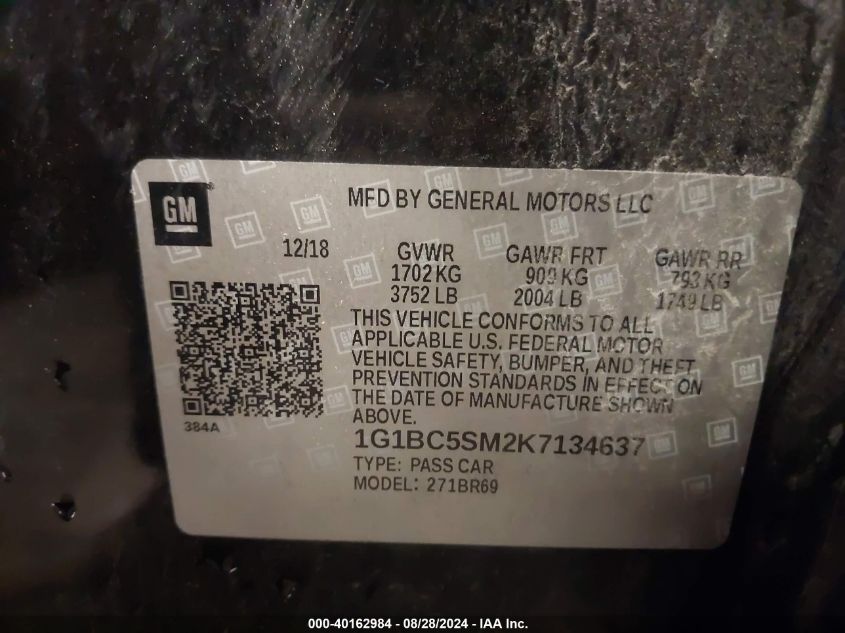 GM
MFD BY GENERAL MOTORS LLC
12/18
GVWR GAWR FRT GAWR RR
1702 KG 909 KG 793 KG
3752 LB 2004 LB 1749 LB
THIS VEHICLE CONFORMS TO ALL
APPLICABLE U.S. FEDERAL MOTOR
VEHICLE SAFETY, BUMPER, AND THEFT
PREVENTION STANDARDS IN EFFECT ON
THE DATE OF MANUFACTURE SHOWN
ABOVE.
384A
1G1BC5SM2K7134637
TYPE: PASS CAR
MODEL: 271BR69
000-40162984 - 08/28/2024 - IAA Inc.